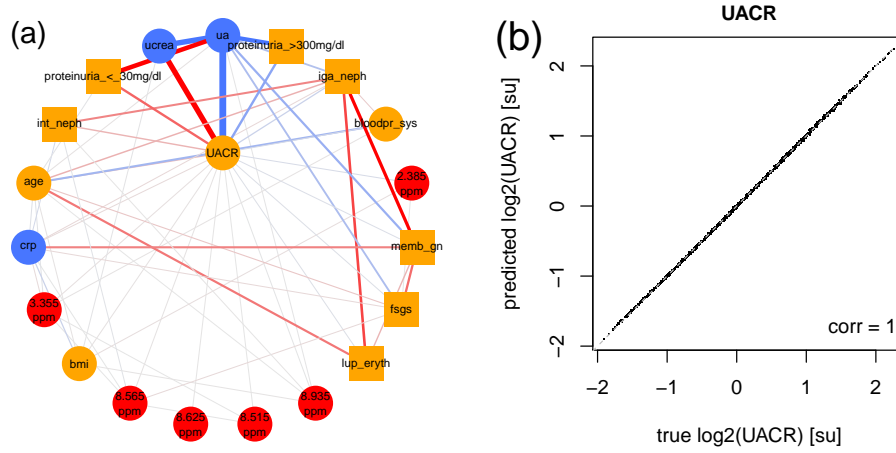 (a)
ua
ucrea
proteinuria_>300mg/dl
proteinuria_<_30mg/dl
iga_neph
int_neph
bloodpr_sys
UACR
age
2.385
ppm
crp
memb_gn
3.355
ppm
fsgs
bmi
lup_eryth
8.565
ppm
8.625
ppm
8.515
ppm
8.935
ppm
(b)
UACR
predicted log2(UACR) [su]
2
1
0
−1
−2
corr = 1
−2
−1
0
1
2
true log2(UACR) [su]